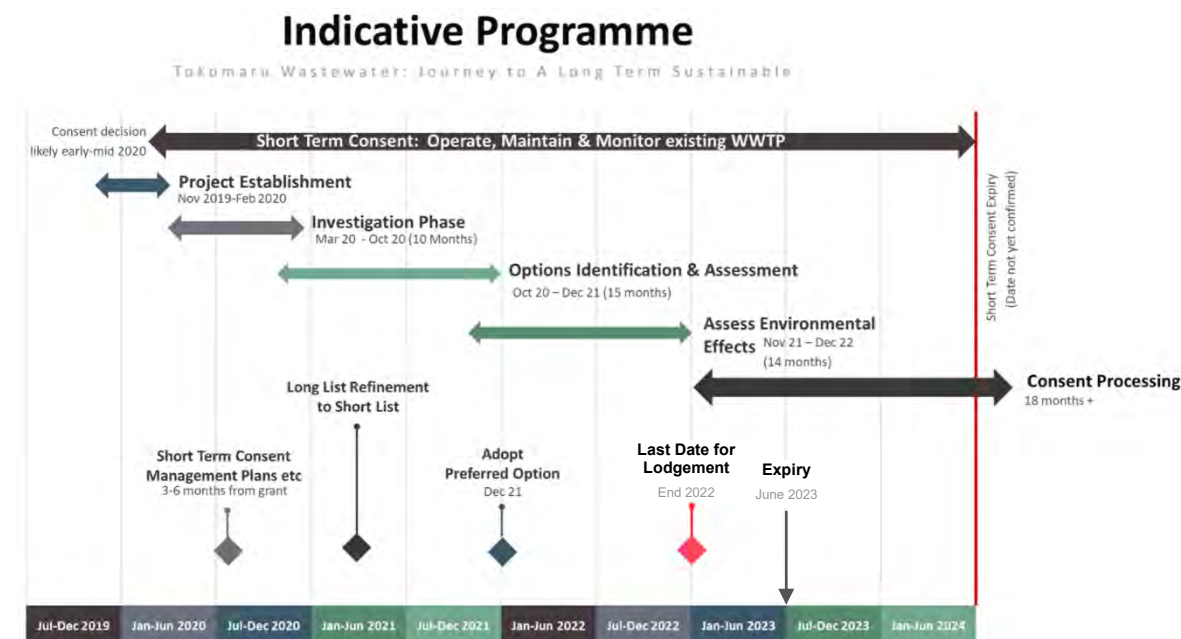 Indicative Programme
Tokomaru Wastewater: Journey to A Long Term Sustainable
Consent decision
likely early-mid 2020
Short Term Consent: Operate, Maintain & Monitor existing WWTP
Project Establishment
Nov 2019-Feb 2020
Investigation Phase
Mar 20 - Oct 20 (10 Months)
Options Identification & Assessment
Oct 20 – Dec 21 (15 months)
Assess Environmental
Effects Nov 21 – Dec 22
(14 months)
Short Term Consent Expiry
(Date not yet confirmed)
Consent Processing
18 months +
Long List Refinement
to Short List
Short Term Consent
Management Plans etc
3-6 months from grant
Adopt
Preferred Option
Dec 21
Last Date for
Lodgement
End 2022
Expiry
June 2023
Jul-Dec 2019 Jan-Jun 2020 Jul-Dec 2020 Jan-Jun 2021 Jul-Dec 2021 Jan-Jun 2022 Jul-Dec 2022 Jan-Jun 2023 Jul-Dec 2023 Jan-Jun 2024